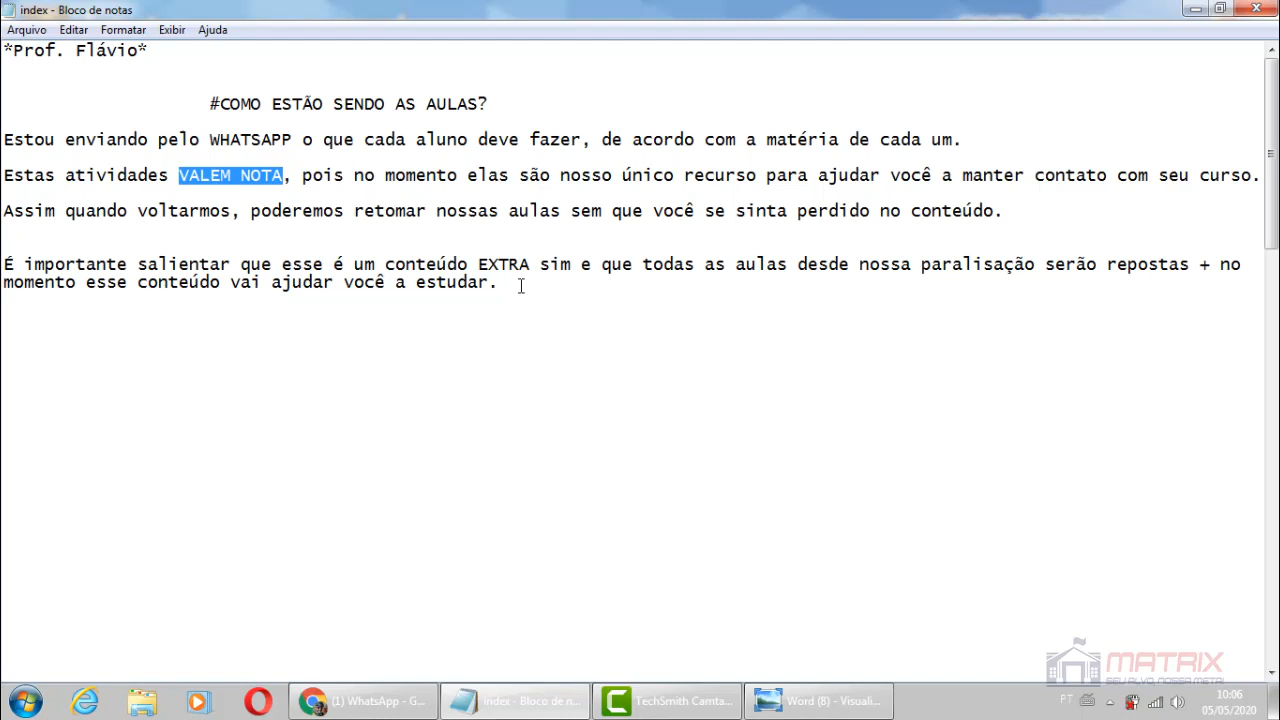 index - Bloco de notas
Arquivo Editar Formatar Exibir Ajuda
*Prof. Flávio*
#COMO ESTÃO SENDO AS AULAS?
Estou enviando pelo WHATSAPP o que cada aluno deve fazer, de acordo com a matéria de cada um.
Estas atividades VALEM NOTA, pois no momento elas são nosso único recurso para ajudar você a manter contato com seu curso.
Assim quando voltarmos, poderemos retomar nossas aulas sem que você se sinta perdido no conteúdo.
É importante salientar que esse é um conteúdo EXTRA sim e que todas as aulas desde nossa paralisação serão repostas + no
momento esse conteúdo vai ajudar você a estudar.
MATRIX
SEU ALVO, NOSSA META!
(1) WhatsApp - G... index - Bloco de n... TechSmith Camta... Word (8) - Visuali... PT 10:06
05/05/2020